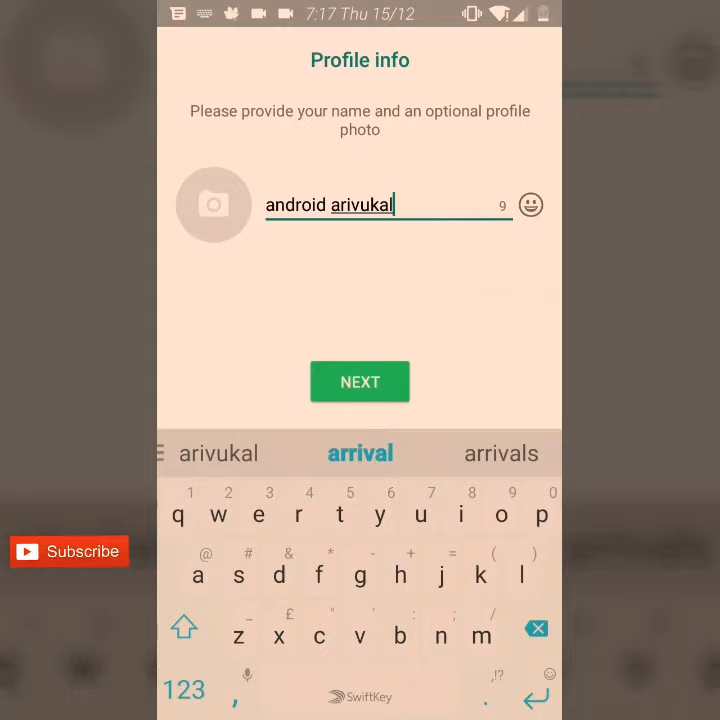 7:17 Thu 15/12
Profile info
Please provide your name and an optional profile
photo
android arivukal
9
NEXT
arivukal arrival arrivals
1 2 3 4 5 6 7 8 9 0
q w e r t y u i o p
@ # & * - + = ( )
a s d f g h j k l
Subscribe
_ £ " ' : ; /
z x c v b n m
,!?
123 , SwiftKey .